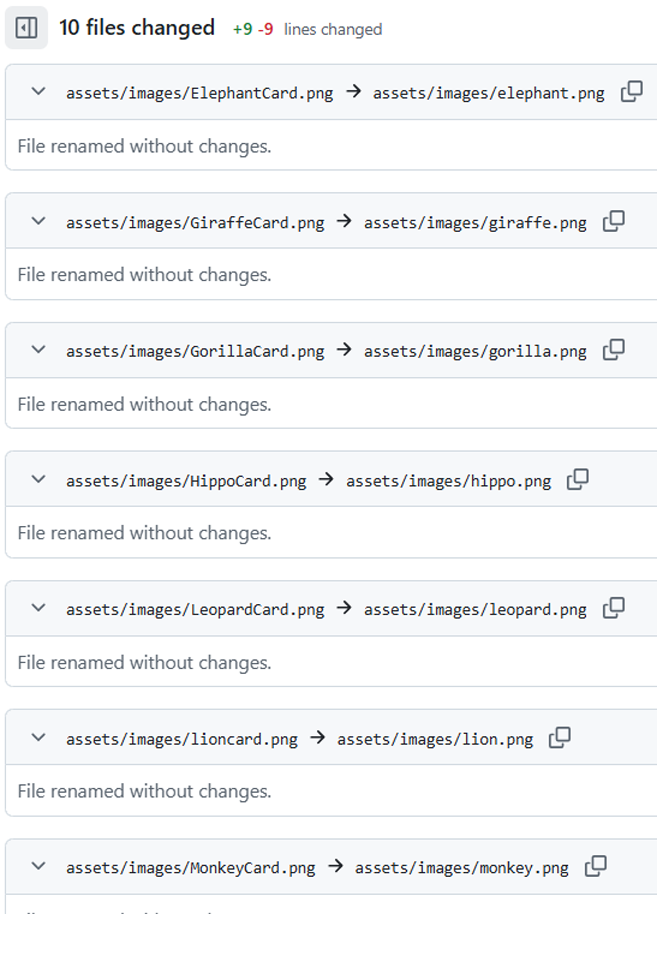 10 files changed +9 -9 lines changed
assets/images/ElephantCard.png → assets/images/elephant.png
File renamed without changes.
assets/images/GiraffeCard.png → assets/images/giraffe.png
File renamed without changes.
assets/images/GorillaCard.png → assets/images/gorilla.png
File renamed without changes.
assets/images/HippoCard.png → assets/images/hippo.png
File renamed without changes.
assets/images/LeopardCard.png → assets/images/leopard.png
File renamed without changes.
assets/images/lioncard.png → assets/images/lion.png
File renamed without changes.
assets/images/MonkeyCard.png → assets/images/monkey.png